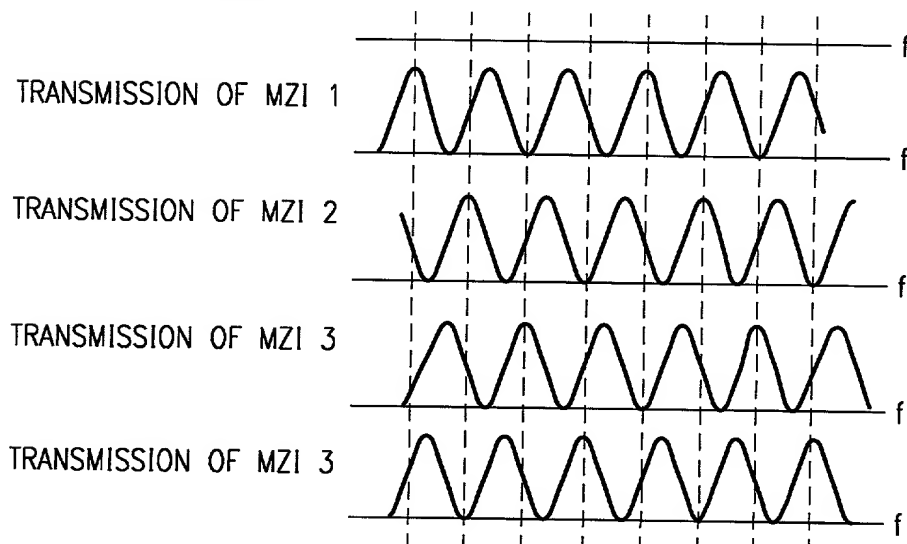 f
TRANSMISSION OF MZI 1
f
TRANSMISSION OF MZI 2
f
TRANSMISSION OF MZI 3
f
TRANSMISSION OF MZI 3
f